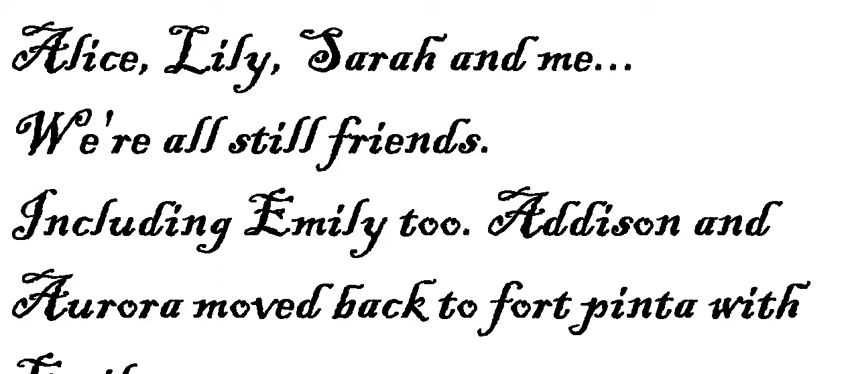 Alice, Lily, Sarah and me...
We're all still friends.
Including Emily too. Addison and
Aurora moved back to fort pinta with